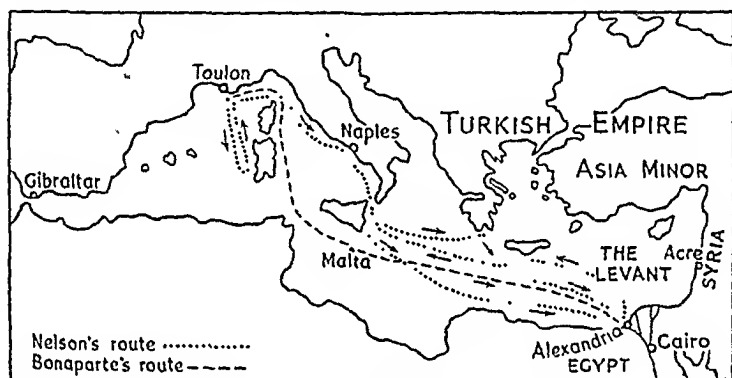 Toulon
Naples
TURKISH EMPIRE
ASIA MINOR
Gibraltar
Malta
THE
LEVANT
Acre
SYRIA
Alexandria
EGYPT
Cairo
Nelson's route
Bonaparte's route